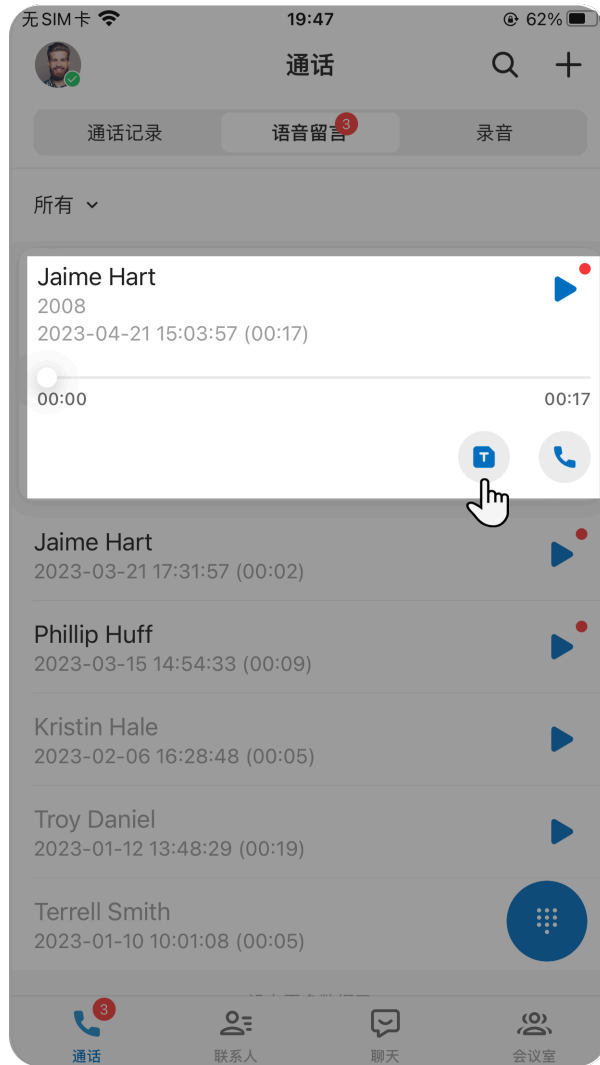 无SIM卡 19:47 62%
通话
通话记录 语音留言 3 录音
所有
Jaime Hart
2008
2023-04-21 15:03:57 (00:17)
00:00 00:17
T
Jaime Hart
2023-03-21 17:31:57 (00:02)
Phillip Huff
2023-03-15 14:54:33 (00:09)
Kristin Hale
2023-02-06 16:28:48 (00:05)
Troy Daniel
2023-01-12 13:48:29 (00:19)
Terrell Smith
2023-01-10 10:01:08 (00:05)
3
通话 联系人 聊天 会议室